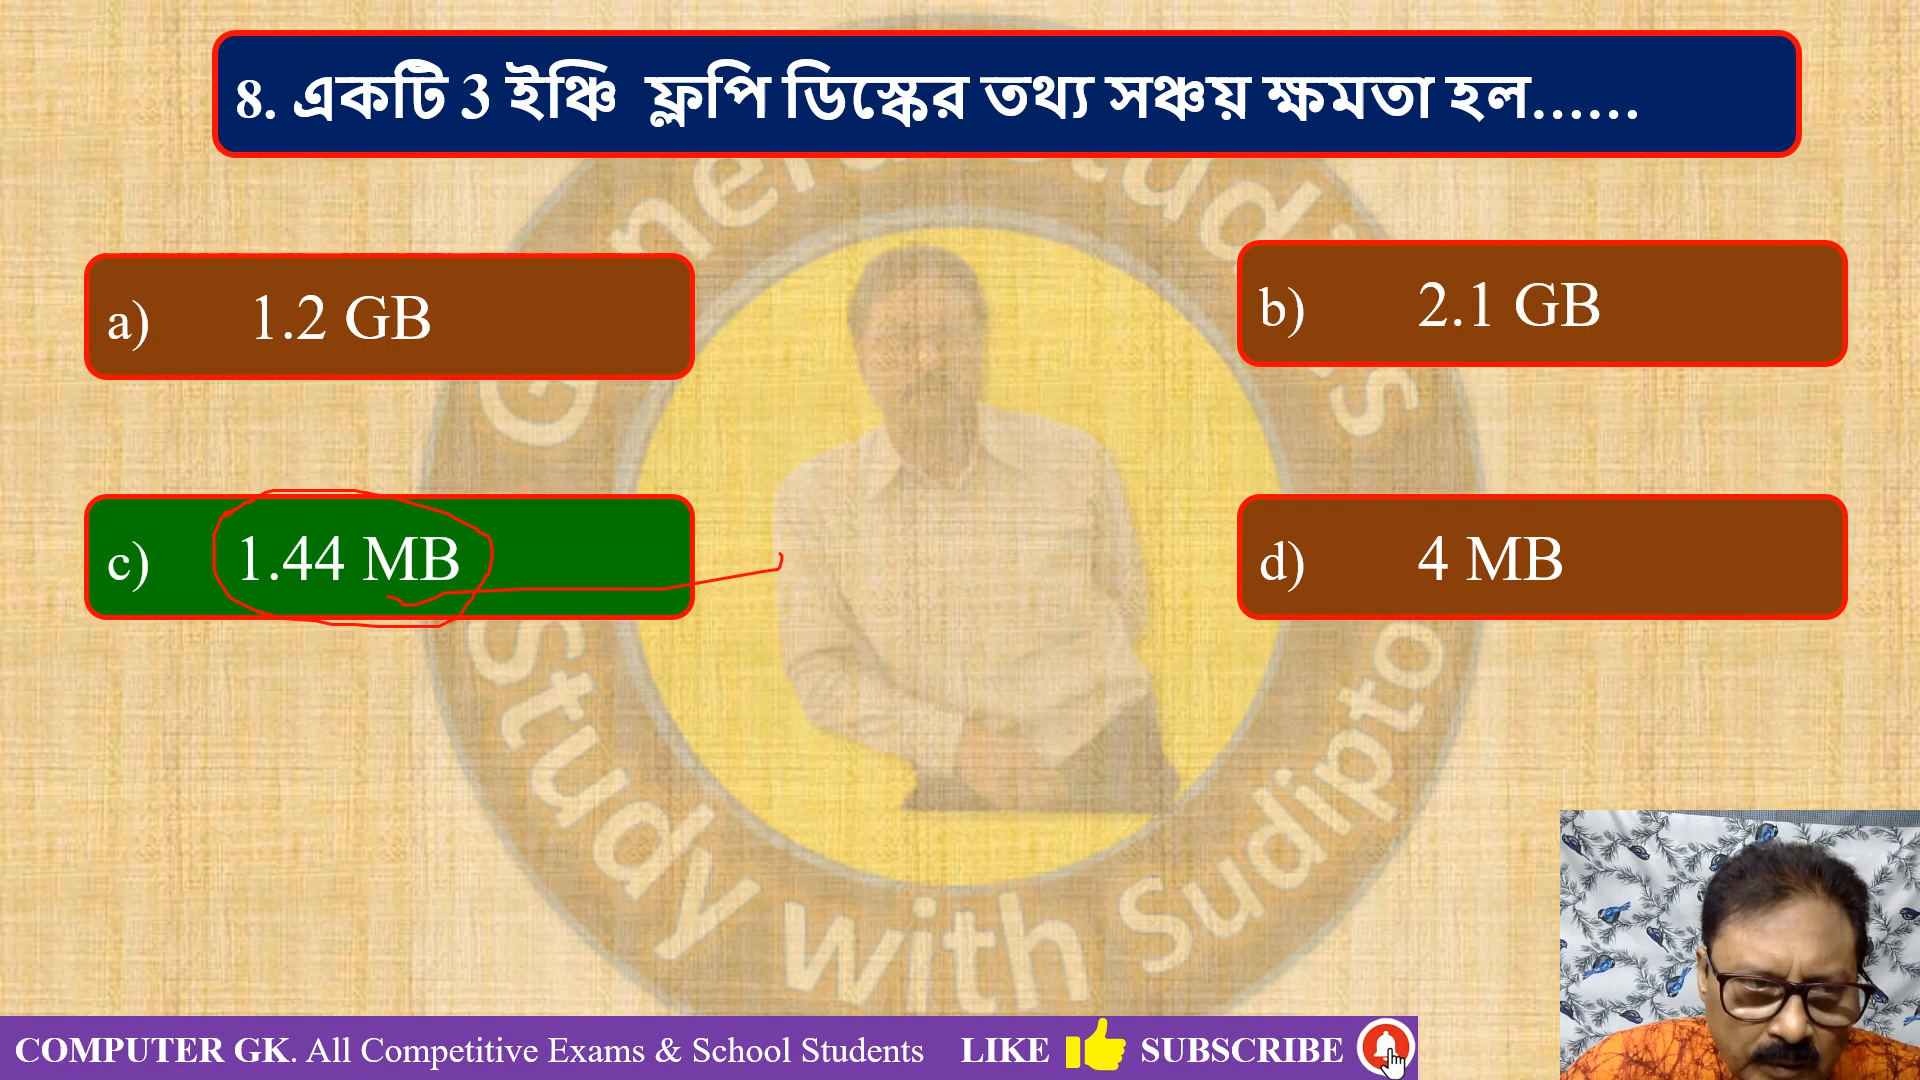 8. একটি 3 ইঞ্চি ফ্লপি ডিস্কের তথ্য সঞ্চয় ক্ষমতা হল......
a) 1.2 GB
b) 2.1 GB
c) 1.44 MB
d) 4 MB
Study with Sudipto
COMPUTER GK. All Competitive Exams & School Students LIKE SUBSCRIBE